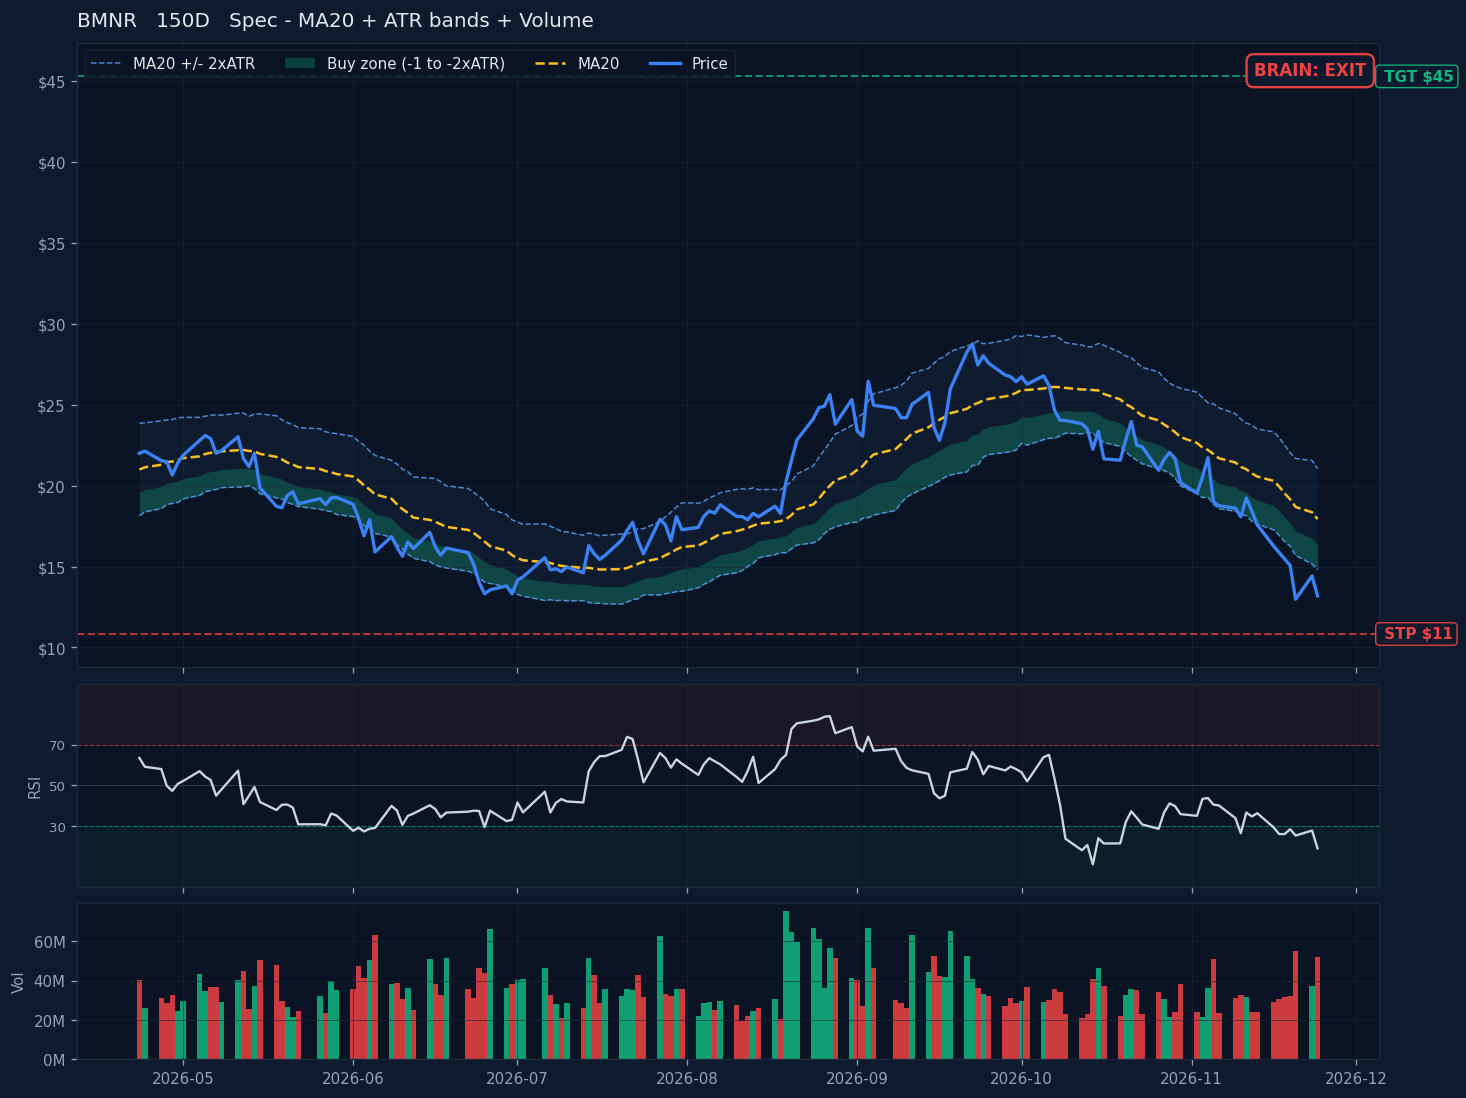 BMNR   150D   Spec - MA20 + ATR bands + Volume
MA20 +/- 2xATR   Buy zone (-1 to -2xATR)   MA20   Price
BRAIN: EXIT
TGT $45
$45
$40
$35
$30
$25
$20
$15
STP $11
$10
RSI
70
50
30
Vol
60M
40M
20M
0M
2026-05   2026-06   2026-07   2026-08   2026-09   2026-10   2026-11   2026-12